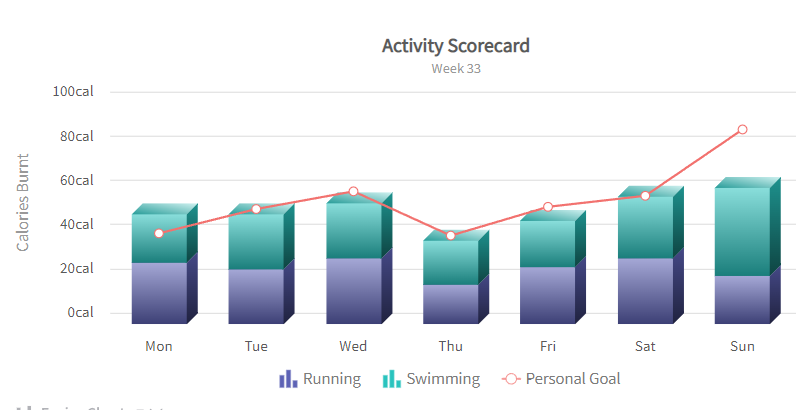 Activity Scorecard
Week 33
Calories Burnt
100cal
80cal
60cal
40cal
20cal
0cal
Mon Tue Wed Thu Fri Sat Sun
Running Swimming Personal Goal